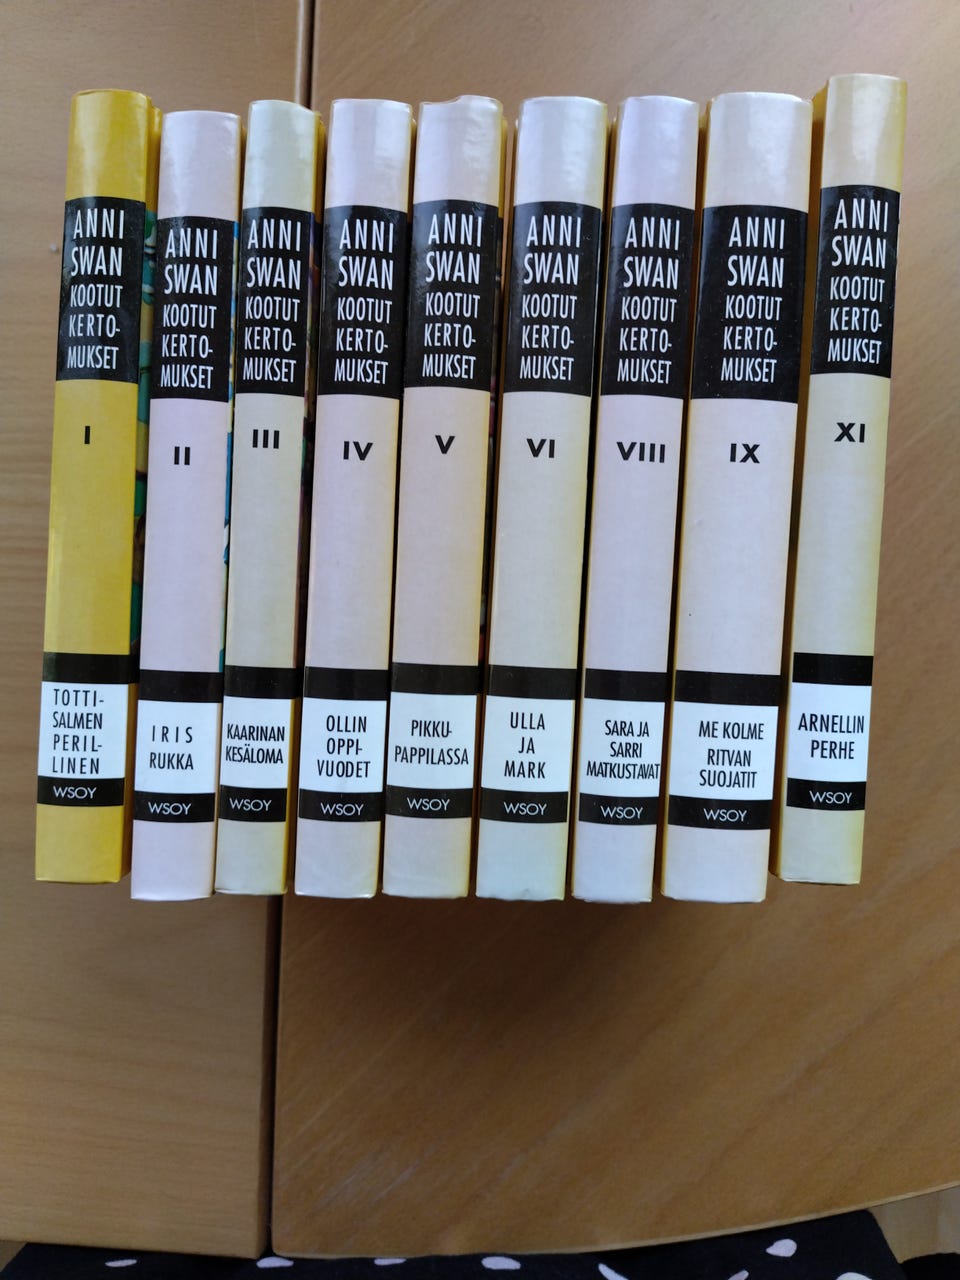 ANNI
SWAN
KOOTUT
KERTO-
MUKSET
I
TOTTI-
SALMEN
PERIL-
LINEN
WSOY
ANNI
SWAN
KOOTUT
KERTO-
MUKSET
II
IRIS
RUKKA
WSOY
ANNI
SWAN
KOOTUT
KERTO-
MUKSET
III
KAARINAN
KESÄLOMA
WSOY
ANNI
SWAN
KOOTUT
KERTO-
MUKSET
IV
OLLIN
OPPI-
VUODET
WSOY
ANNI
SWAN
KOOTUT
KERTO-
MUKSET
V
PIKKU-
PAPPILASSA
WSOY
ANNI
SWAN
KOOTUT
KERTO-
MUKSET
VI
ULLA
JA
MARK
WSOY
ANNI
SWAN
KOOTUT
KERTO-
MUKSET
VIII
SARA JA
SARRI
MATKUSTAVAT
WSOY
ANNI
SWAN
KOOTUT
KERTO-
MUKSET
IX
ME KOLME
RITVAN
SUOJATIT
WSOY
ANNI
SWAN
KOOTUT
KERTO-
MUKSET
XI
ARNELLIN
PERHE
WSOY